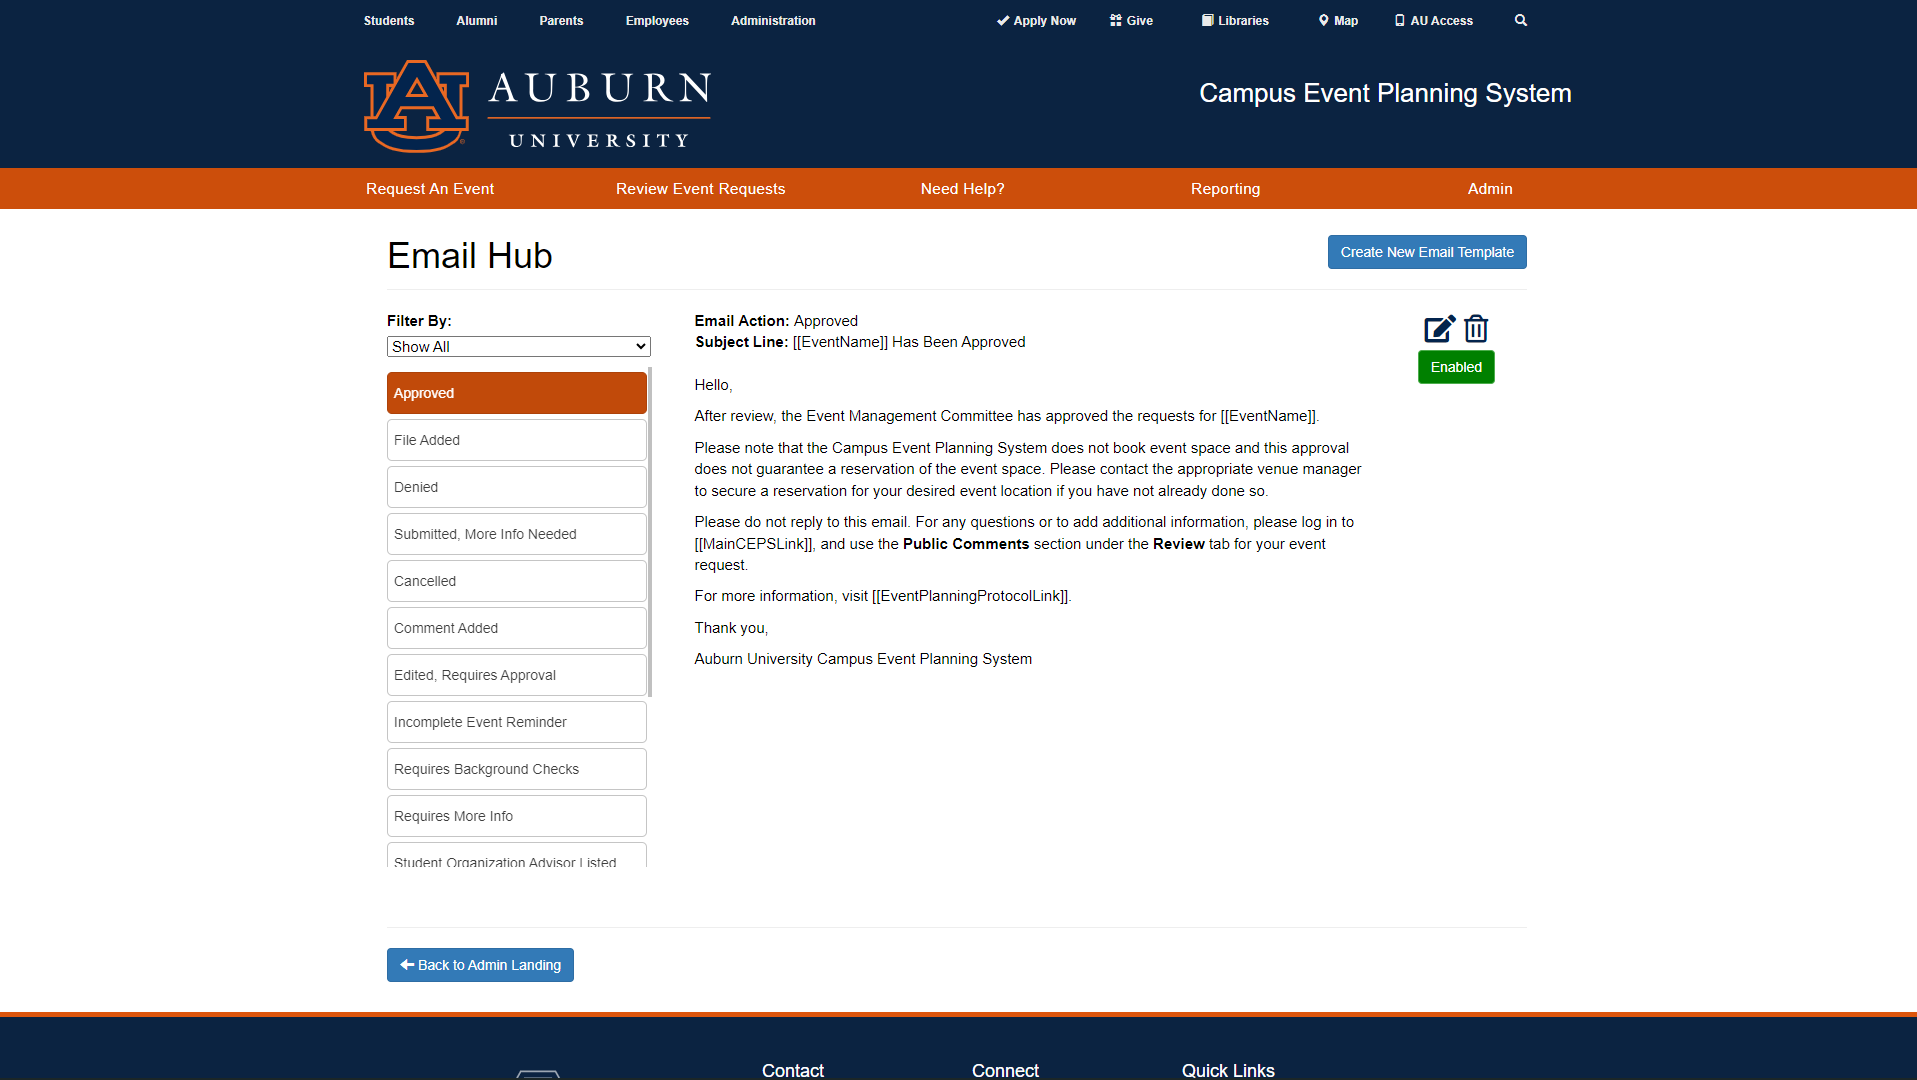 Students Alumni Parents Employees Administration Apply Now Give Libraries Map AU Access
AUBURN
UNIVERSITY
Campus Event Planning System
Request An Event Review Event Requests Need Help? Reporting Admin
Email Hub
Create New Email Template
Filter By:
Show All
Approved
File Added
Denied
Submitted, More Info Needed
Cancelled
Comment Added
Edited, Requires Approval
Incomplete Event Reminder
Requires Background Checks
Requires More Info
Student Organization Advisor Listed
Email Action: Approved
Subject Line: [[EventName]] Has Been Approved
Enabled
Hello,
After review, the Event Management Committee has approved the requests for [[EventName]].
Please note that the Campus Event Planning System does not book event space and this approval
does not guarantee a reservation of the event space. Please contact the appropriate venue manager
to secure a reservation for your desired event location if you have not already done so.
Please do not reply to this email. For any questions or to add additional information, please log in to
[[MainCEPSLink]], and use the Public Comments section under the Review tab for your event
request.
For more information, visit [[EventPlanningProtocolLink]].
Thank you,
Auburn University Campus Event Planning System
Back to Admin Landing
Contact Connect Quick Links